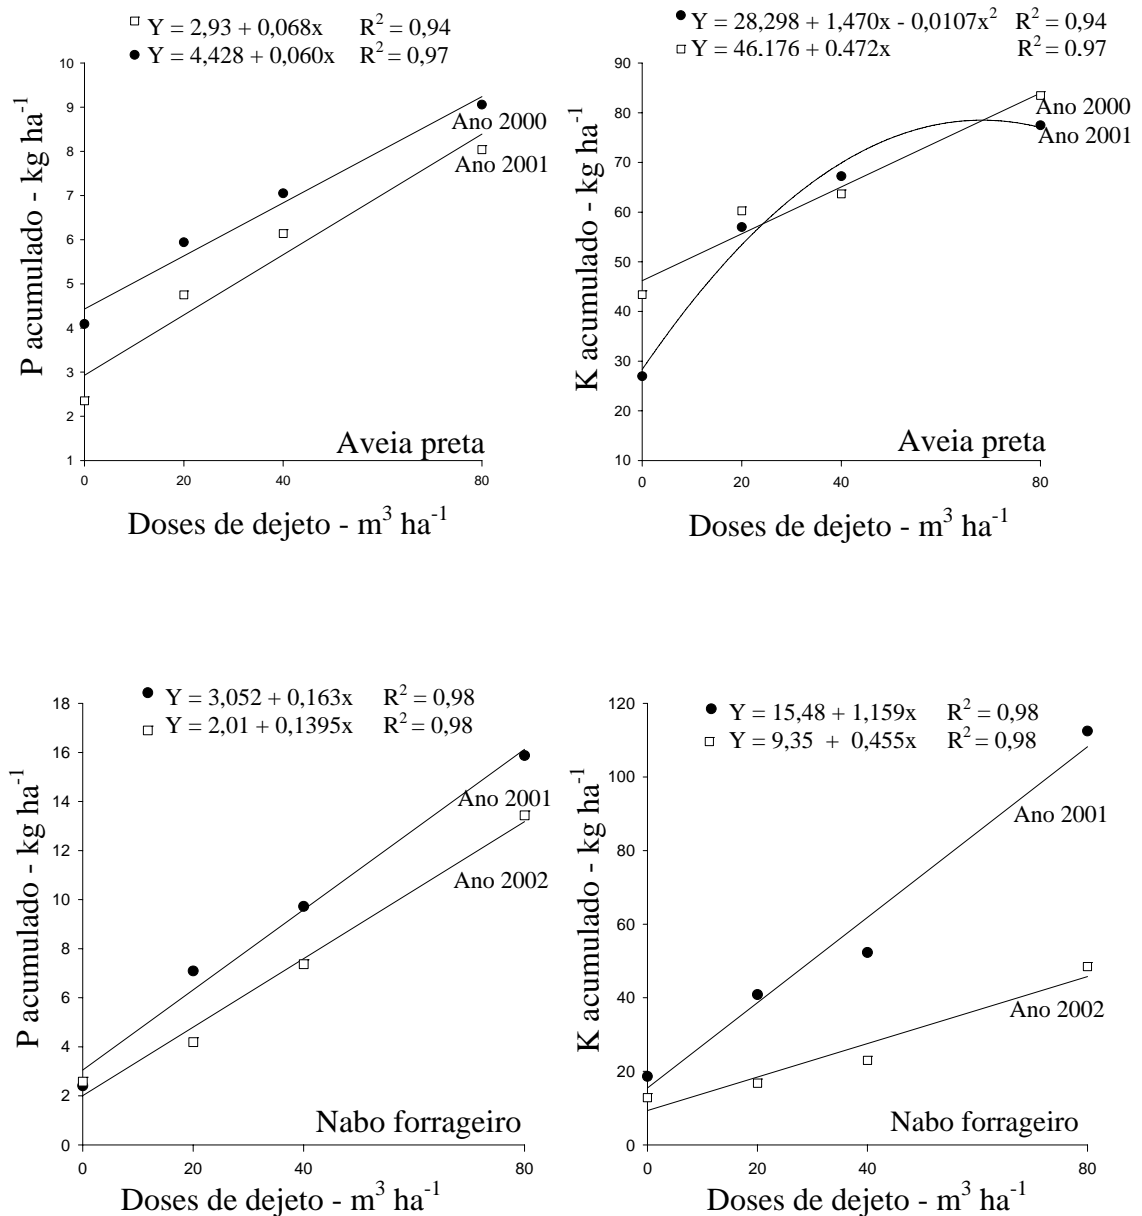 Y = 2,93 + 0,068x R² = 0,94
Y = 4,428 + 0,060x R² = 0,97
10
9
8
7
6
5
4
3
2
1
P acumulado - kg ha⁻¹
Ano 2000
Ano 2001
Aveia preta
0 20 40 80
Doses de dejeto - m³ ha⁻¹
Y = 28,298 + 1,470x - 0,0107x² R² = 0,94
Y = 46.176 + 0.472x R² = 0.97
90
80
70
60
50
40
30
20
10
K acumulado - kg ha⁻¹
Ano 2000
Ano 2001
Aveia preta
0 20 40 80
Doses de dejeto - m³ ha⁻¹
Y = 3,052 + 0,163x R² = 0,98
Y = 2,01 + 0,1395x R² = 0,98
18
16
14
12
10
8
6
4
2
0
P acumulado - kg ha⁻¹
Ano 2001
Ano 2002
Nabo forrageiro
0 20 40 80
Doses de dejeto - m³ ha⁻¹
Y = 15,48 + 1,159x R² = 0,98
Y = 9,35 + 0,455x R² = 0,98
120
100
80
60
40
20
0
K acumulado - kg ha⁻¹
Ano 2001
Ano 2002
Nabo forrageiro
0 20 40 80
Doses de dejeto - m³ ha⁻¹